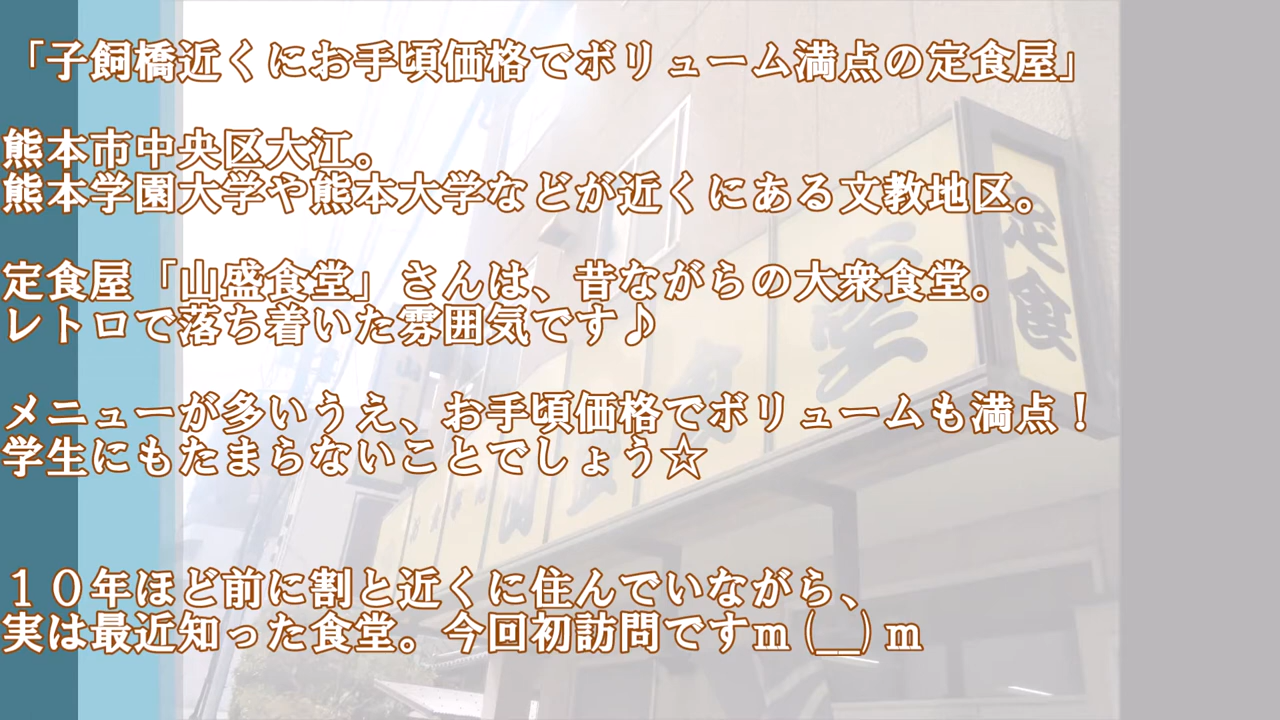 「子飼橋近くにお手頃価格でボリューム満点の定食屋」
熊本市中央区大江。
熊本学園大学や熊本大学などが近くにある文教地区。
定食屋「山盛食堂」さんは、昔ながらの大衆食堂。
レトロで落ち着いた雰囲気です♪
メニューが多いうえ、お手頃価格でボリュームも満点！
学生にもたまらないことでしょう☆
１０年ほど前に割と近くに住んでいながら、
実は最近知った食堂。今回初訪問ですm(__)m
定食
山盛食堂